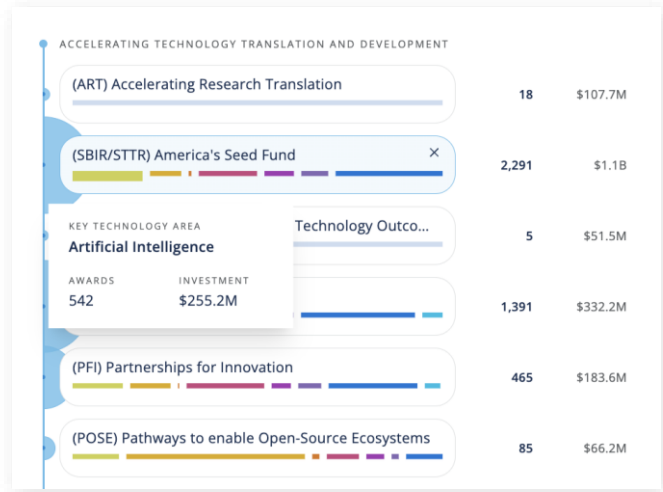 ACCELERATING TECHNOLOGY TRANSLATION AND DEVELOPMENT
(ART) Accelerating Research Translation 18 $107.7M
(SBIR/STTR) America's Seed Fund × 2,291 $1.1B
Technology Outco... 5 $51.5M
KEY TECHNOLOGY AREA
Artificial Intelligence
AWARDS INVESTMENT
542 $255.2M
1,391 $332.2M
(PFI) Partnerships for Innovation 465 $183.6M
(POSE) Pathways to enable Open-Source Ecosystems 85 $66.2M